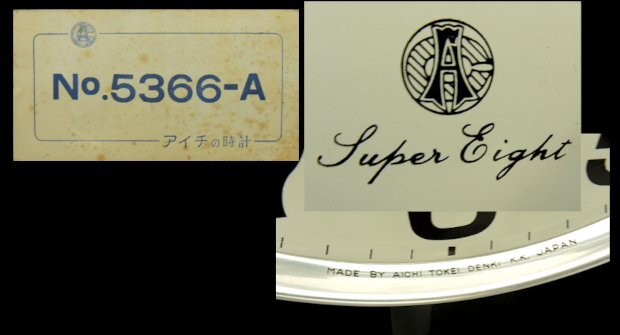 No.5366-A
アイチの時計
Super Eight
MADE BY AICHI TOKEI DENKI K.K. JAPAN